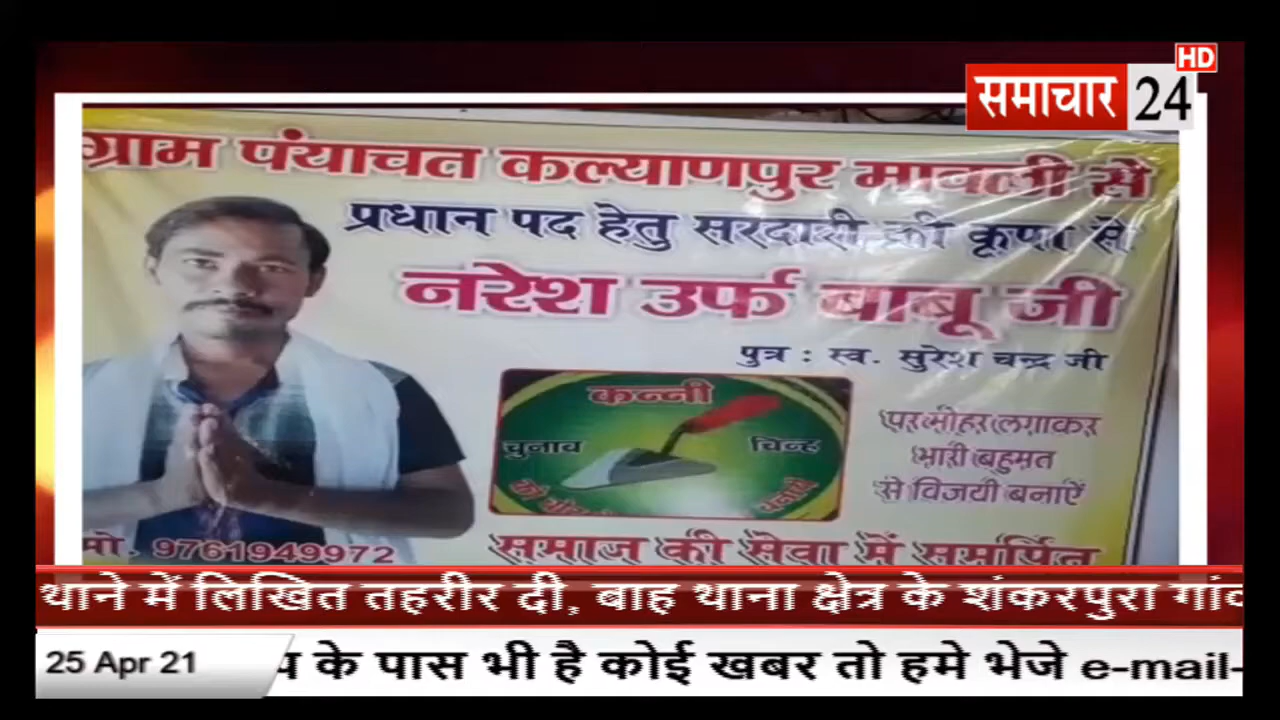 HD
समाचार 24
ग्राम पंयाचत कल्याणपुर मावली से
प्रधान पद हेतु सरदारी की कृपा से
नरेश उर्फ बाबू जी
पुत्र : स्व. सुरेश चन्द्र जी
कन्नी
चुनाव चिन्ह
पर मोहर लगाकर
भारी बहुमत
से विजयी बनाऐं
मो. 9761949972
समाज की सेवा में समर्पित
थाने में लिखित तहरीर दी, बाह थाना क्षेत्र के शंकरपुरा गांव
25 Apr 21
के पास भी है कोई खबर तो हमे भेजे e-mail-